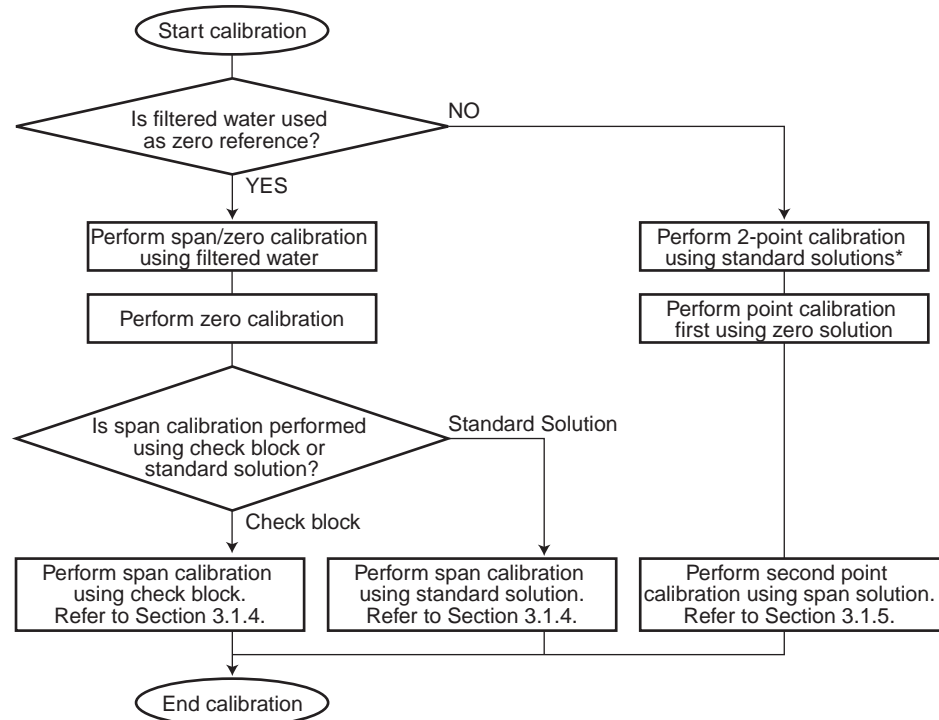 Start calibration
Is filtered water used
as zero reference?
NO
YES
Perform span/zero calibration
using filtered water
Perform 2-point calibration
using standard solutions*
Perform zero calibration
Perform point calibration
first using zero solution
Is span calibration performed
using check block or
standard solution?
Standard Solution
Check block
Perform span calibration
using check block.
Refer to Section 3.1.4.
Perform span calibration
using standard solution.
Refer to Section 3.1.4.
Perform second point
calibration using span solution.
Refer to Section 3.1.5.
End calibration